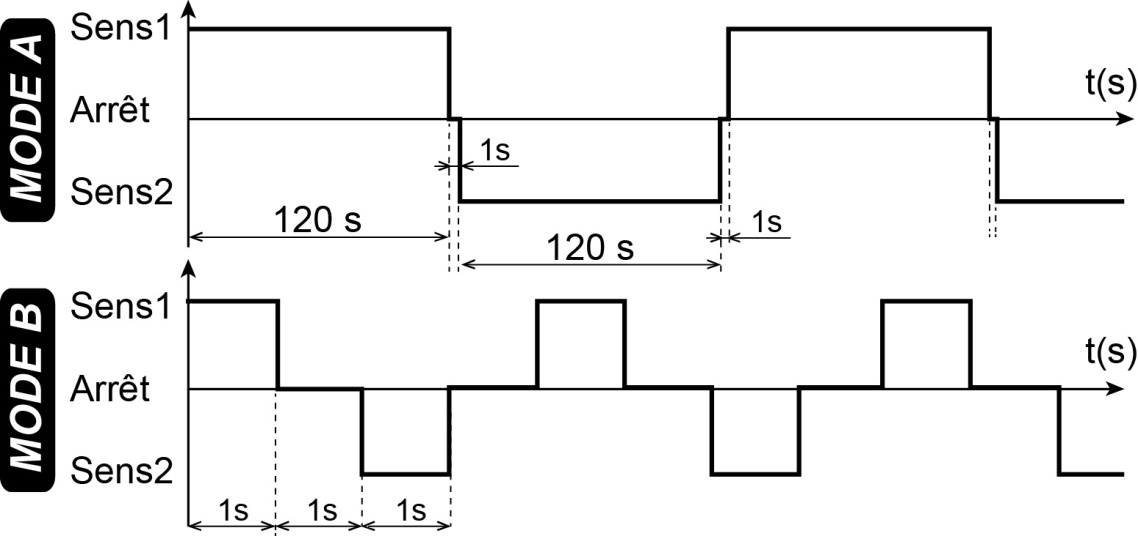 MODE A
Sens1
Arrêt
Sens2
t(s)
1s
120 s
1s
120 s
MODE B
Sens1
Arrêt
Sens2
t(s)
1s
1s
1s